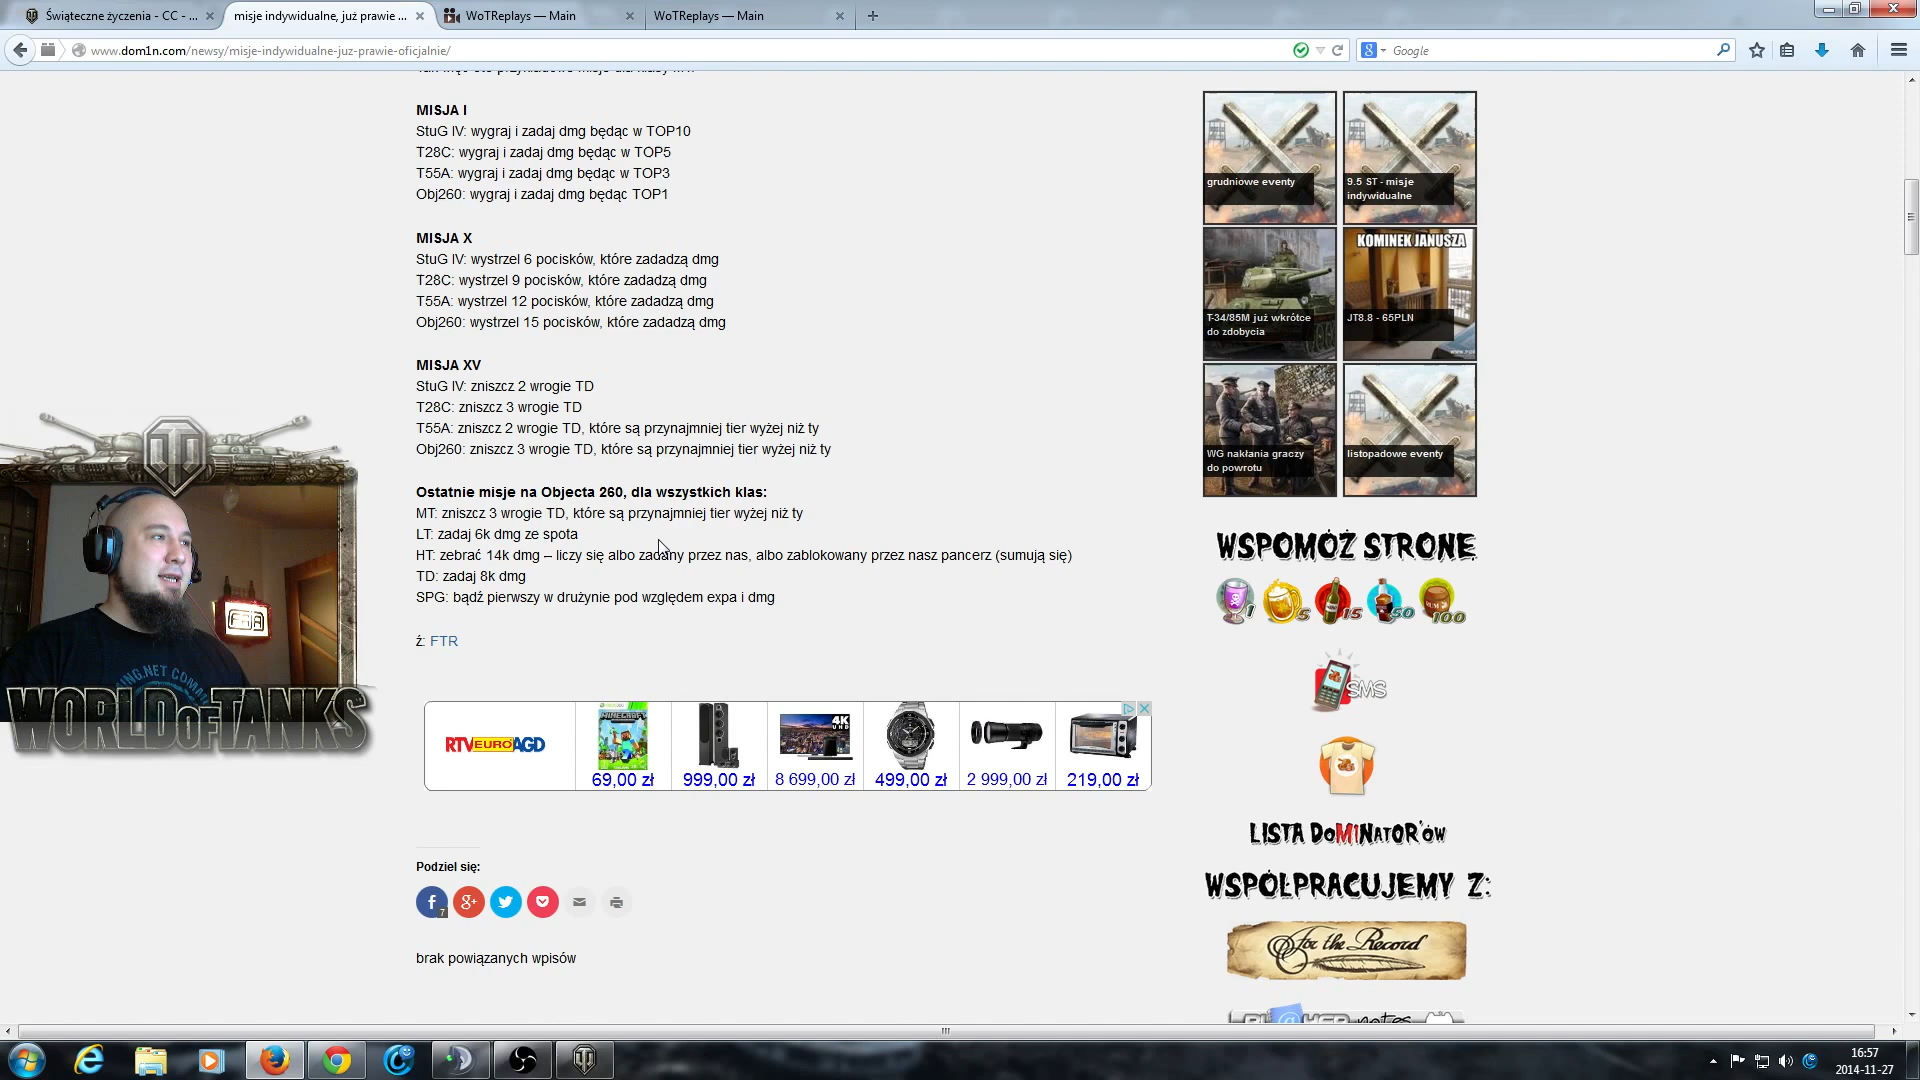 Świąteczne życzenia - CC - ...
misje indywidualne, już prawie ...
WoTReplays — Main
WoTReplays — Main
www.dom1n.com/newsy/misje-indywidualne-juz-prawie-oficjalnie/
Google
MISJA I
StuG IV: wygraj i zadaj dmg będąc w TOP10
T28C: wygraj i zadaj dmg będąc w TOP5
T55A: wygraj i zadaj dmg będąc w TOP3
Obj260: wygraj i zadaj dmg będąc TOP1
MISJA X
StuG IV: wystrzel 6 pocisków, które zadadzą dmg
T28C: wystrzel 9 pocisków, które zadadzą dmg
T55A: wystrzel 12 pocisków, które zadadzą dmg
Obj260: wystrzel 15 pocisków, które zadadzą dmg
MISJA XV
StuG IV: zniszcz 2 wrogie TD
T28C: zniszcz 3 wrogie TD
T55A: zniszcz 2 wrogie TD, które są przynajmniej tier wyżej niż ty
Obj260: zniszcz 3 wrogie TD, które są przynajmniej tier wyżej niż ty
Ostatnie misje na Objecta 260, dla wszystkich klas:
MT: zniszcz 3 wrogie TD, które są przynajmniej tier wyżej niż ty
LT: zadaj 6k dmg ze spota
HT: zebrać 14k dmg – liczy się albo zadany przez nas, albo zablokowany przez nasz pancerz (sumują się)
TD: zadaj 8k dmg
SPG: bądź pierwszy w drużynie pod względem expa i dmg
ź: FTR
RTV EURO AGD
MINECRAFT
4K
UHD
69,00 zł
999,00 zł
8 699,00 zł
499,00 zł
2 999,00 zł
219,00 zł
Podziel się:
7
brak powiązanych wpisów
grudniowe eventy
9.5 ST - misje
indywidualne
T-34/85M już wkrótce
do zdobycia
KOMINEK JANUSZA
JT8.8 - 65PLN
WG nakłania graczy
do powrotu
listopadowe eventy
WSPOMÓŻ STRONĘ
1
5
15
50
100
SMS
LISTA DoM1NatOR'ów
WSPÓŁPRACUJEMY Z:
For the Record
WORLD OF TANKS
16:57
2014-11-27